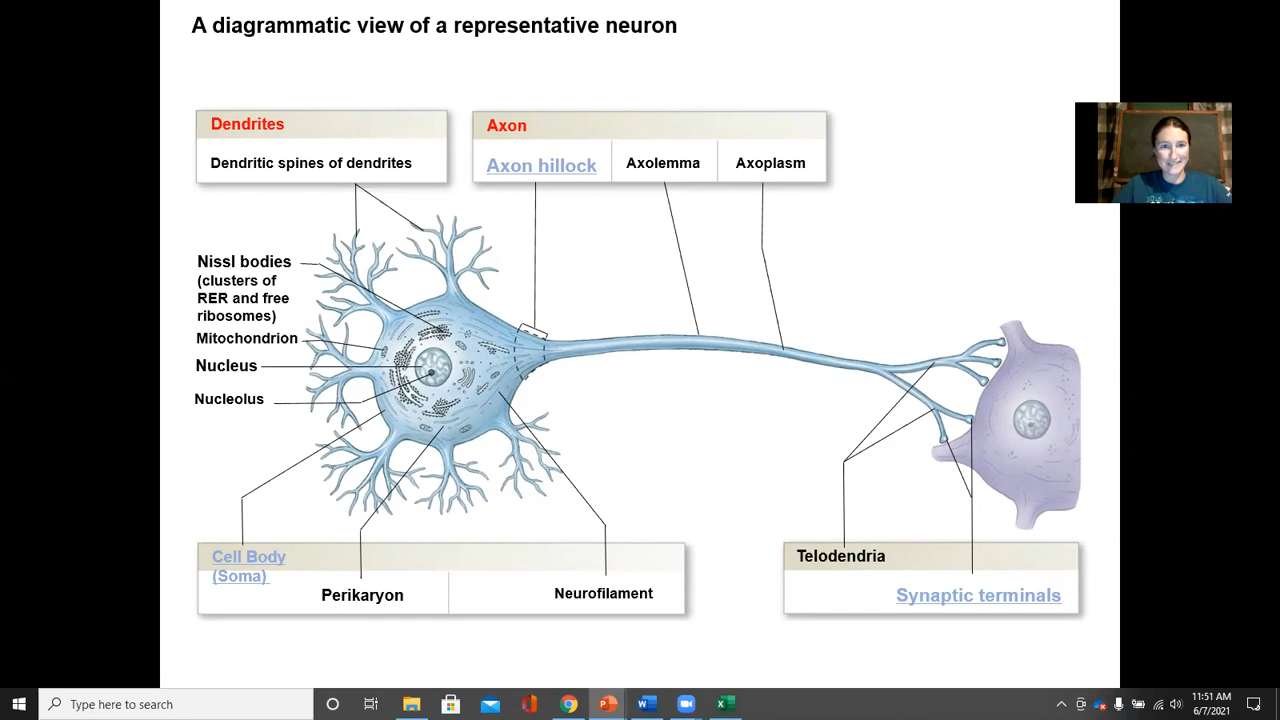 A diagrammatic view of a representative neuron
Dendrites
Dendritic spines of dendrites
Axon
Axon hillock
Axolemma
Axoplasm
Nissl bodies
(clusters of
RER and free
ribosomes)
Mitochondrion
Nucleus
Nucleolus
Cell Body
(Soma)
Perikaryon
Neurofilament
Telodendria
Synaptic terminals
Type here to search
11:51 AM
6/7/2021